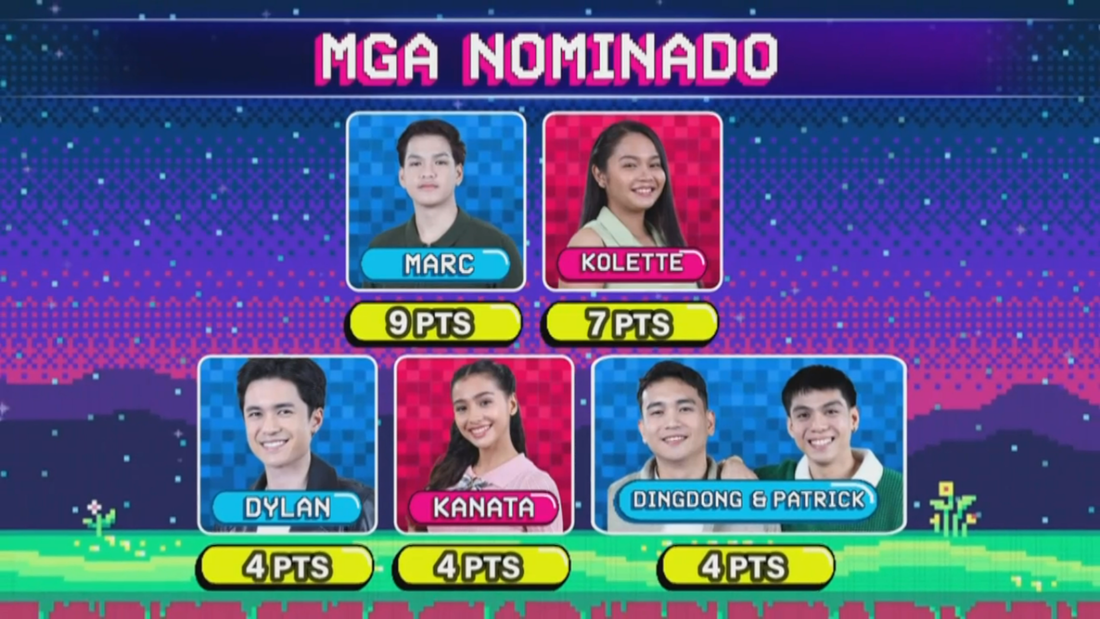 MGA NOMINADO
MARC
KOLETTE
9 PTS
7 PTS
DYLAN
KANATA
DINGDONG & PATRICK
4 PTS
4 PTS
4 PTS